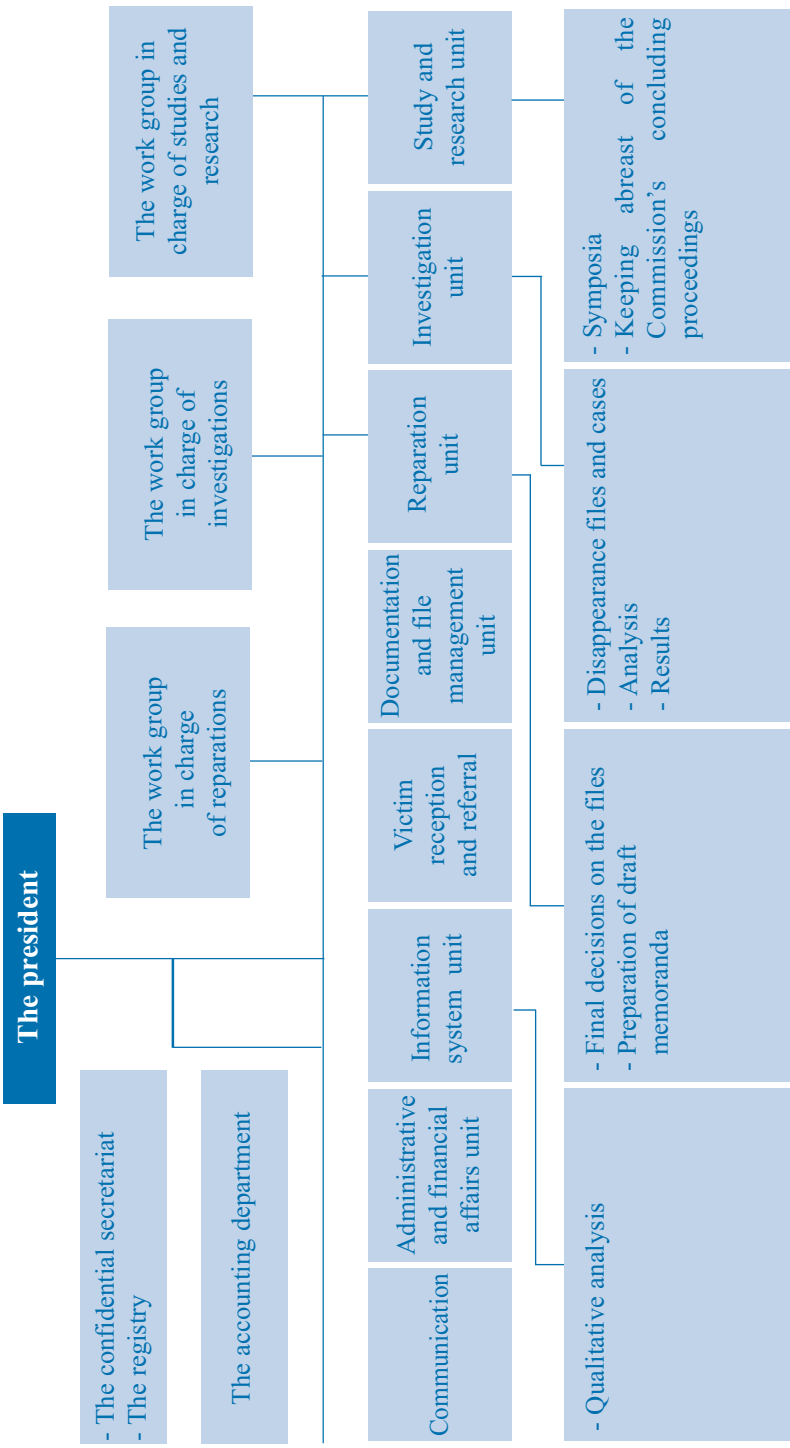 The president
- The confidential secretariat
- The registry
The accounting department
The work group
in charge
of reparations
The work group
in charge of
investigations
The work group in
charge of studies and
research
Communication
Administrative
and financial
affairs unit
Information
system unit
Victim
reception
and referral
Documentation
and file
management
unit
Reparation
unit
Investigation
unit
Study and
research unit
- Qualitative analysis
- Final decisions on the files
- Preparation of draft
memoranda
- Disappearance files and cases
- Analysis
- Results
- Symposia
- Keeping abreast of the
Commission's concluding
proceedings